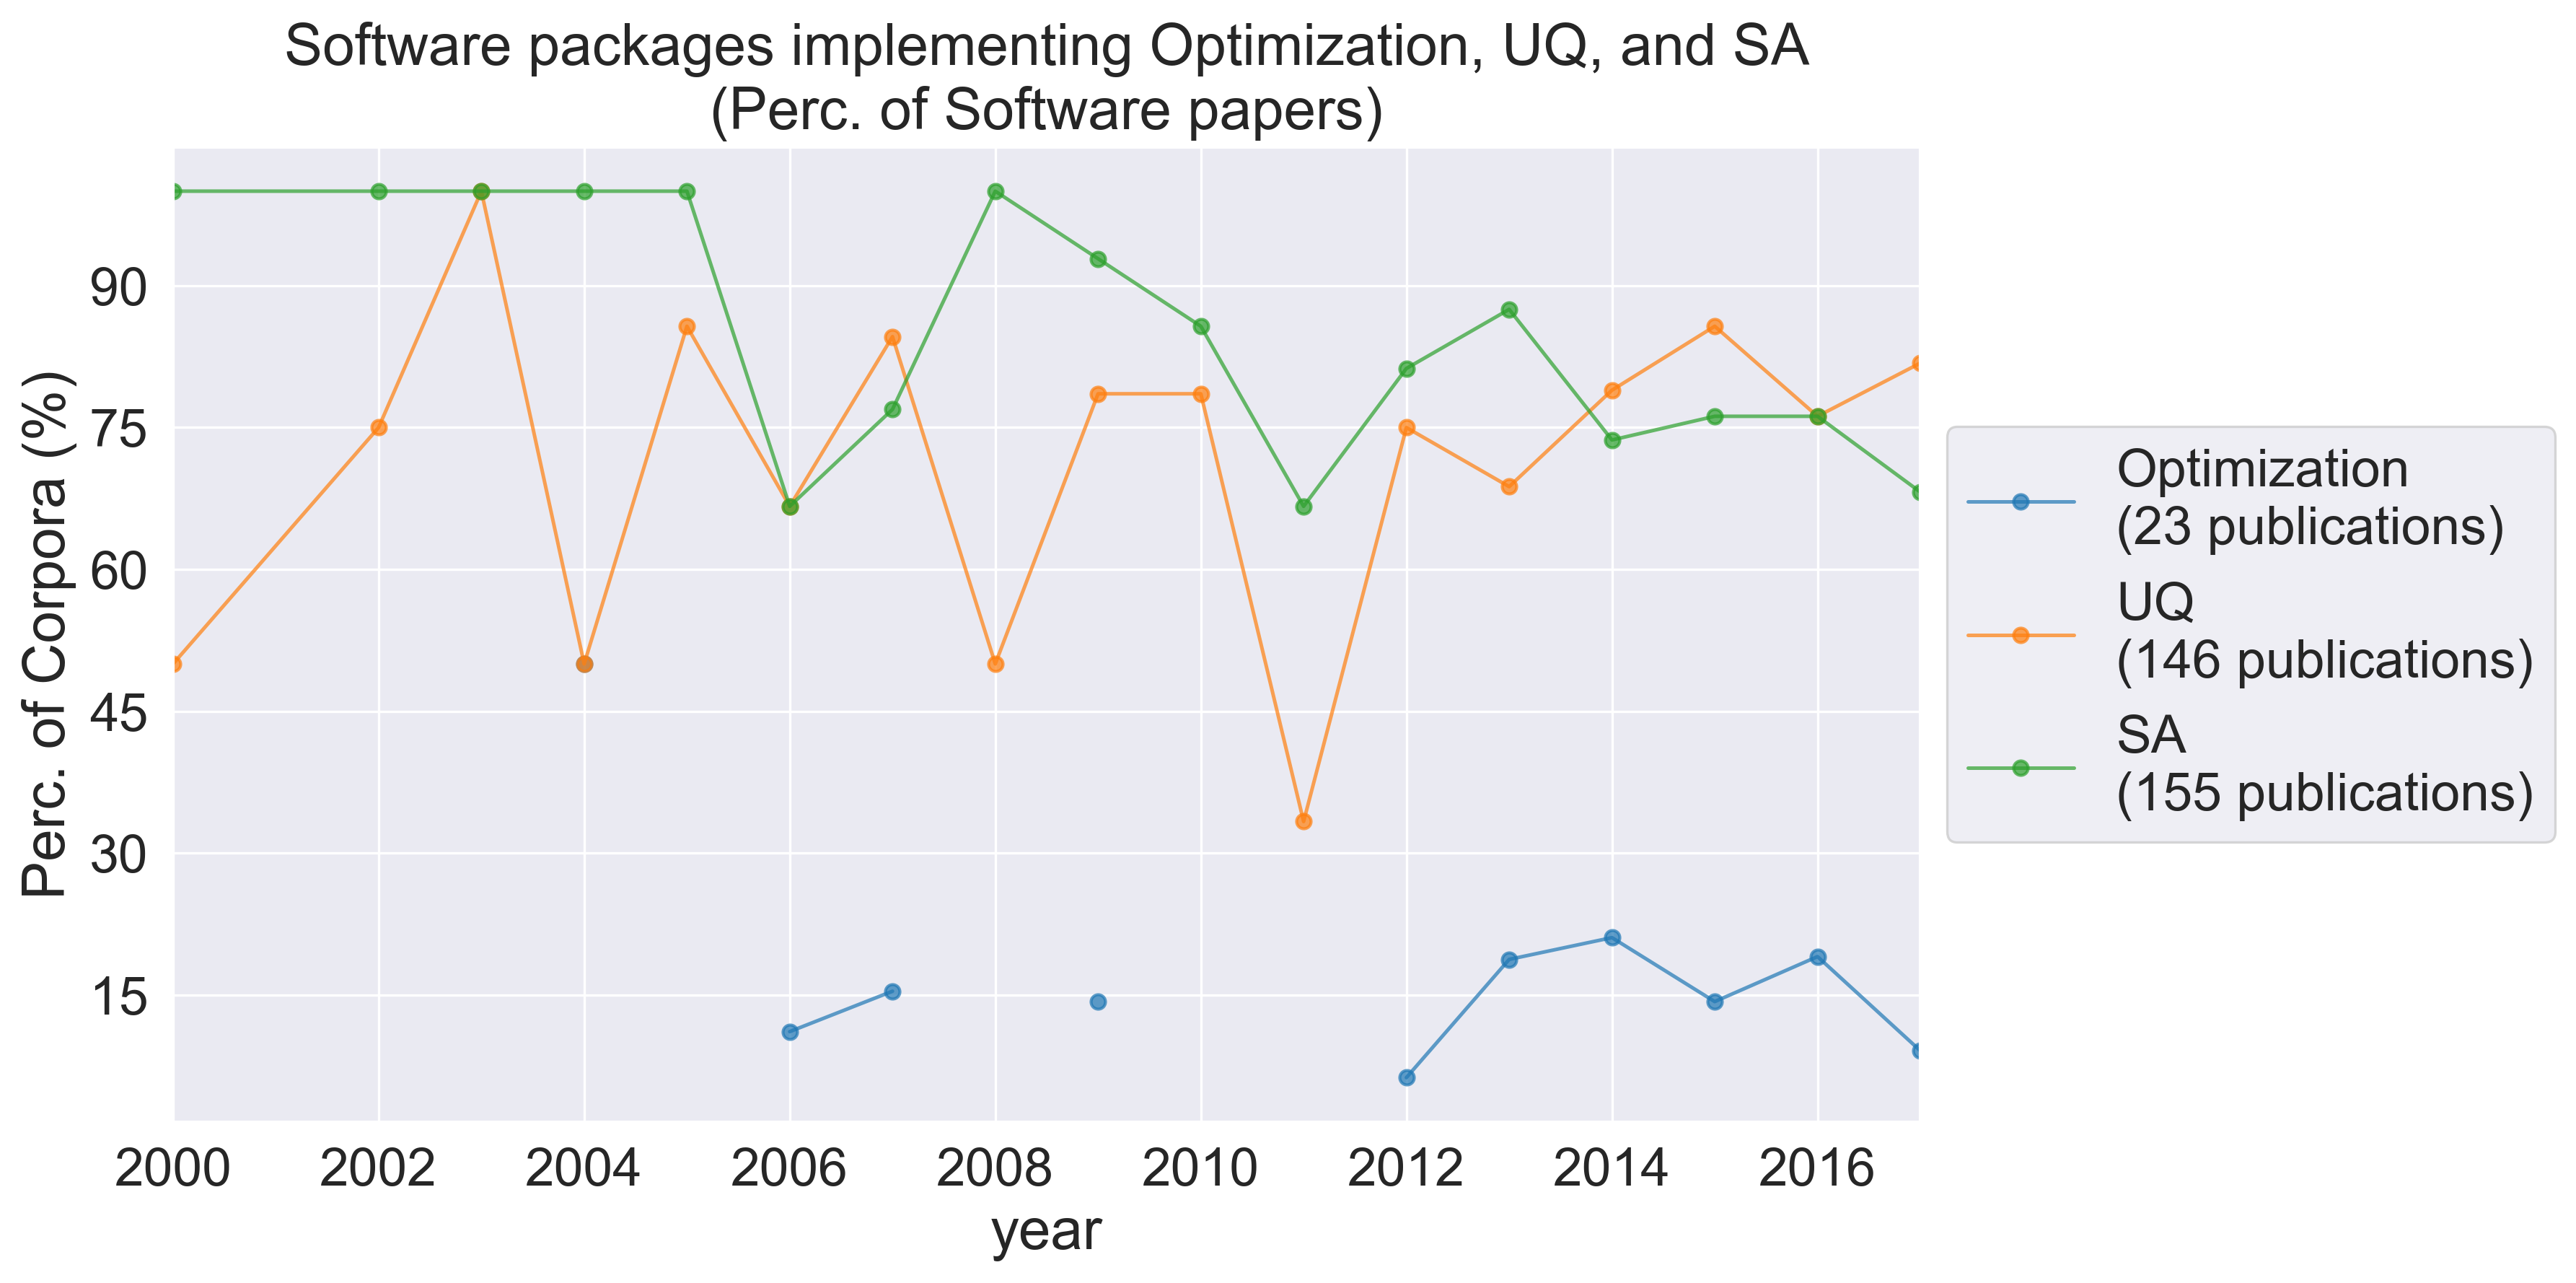 Software packages implementing Optimization, UQ, and SA
(Perc. of Software papers)
Perc. of Corpora (%)
90
75
60
45
30
15
2000 2002 2004 2006 2008 2010 2012 2014 2016
year
Optimization
(23 publications)
UQ
(146 publications)
SA
(155 publications)